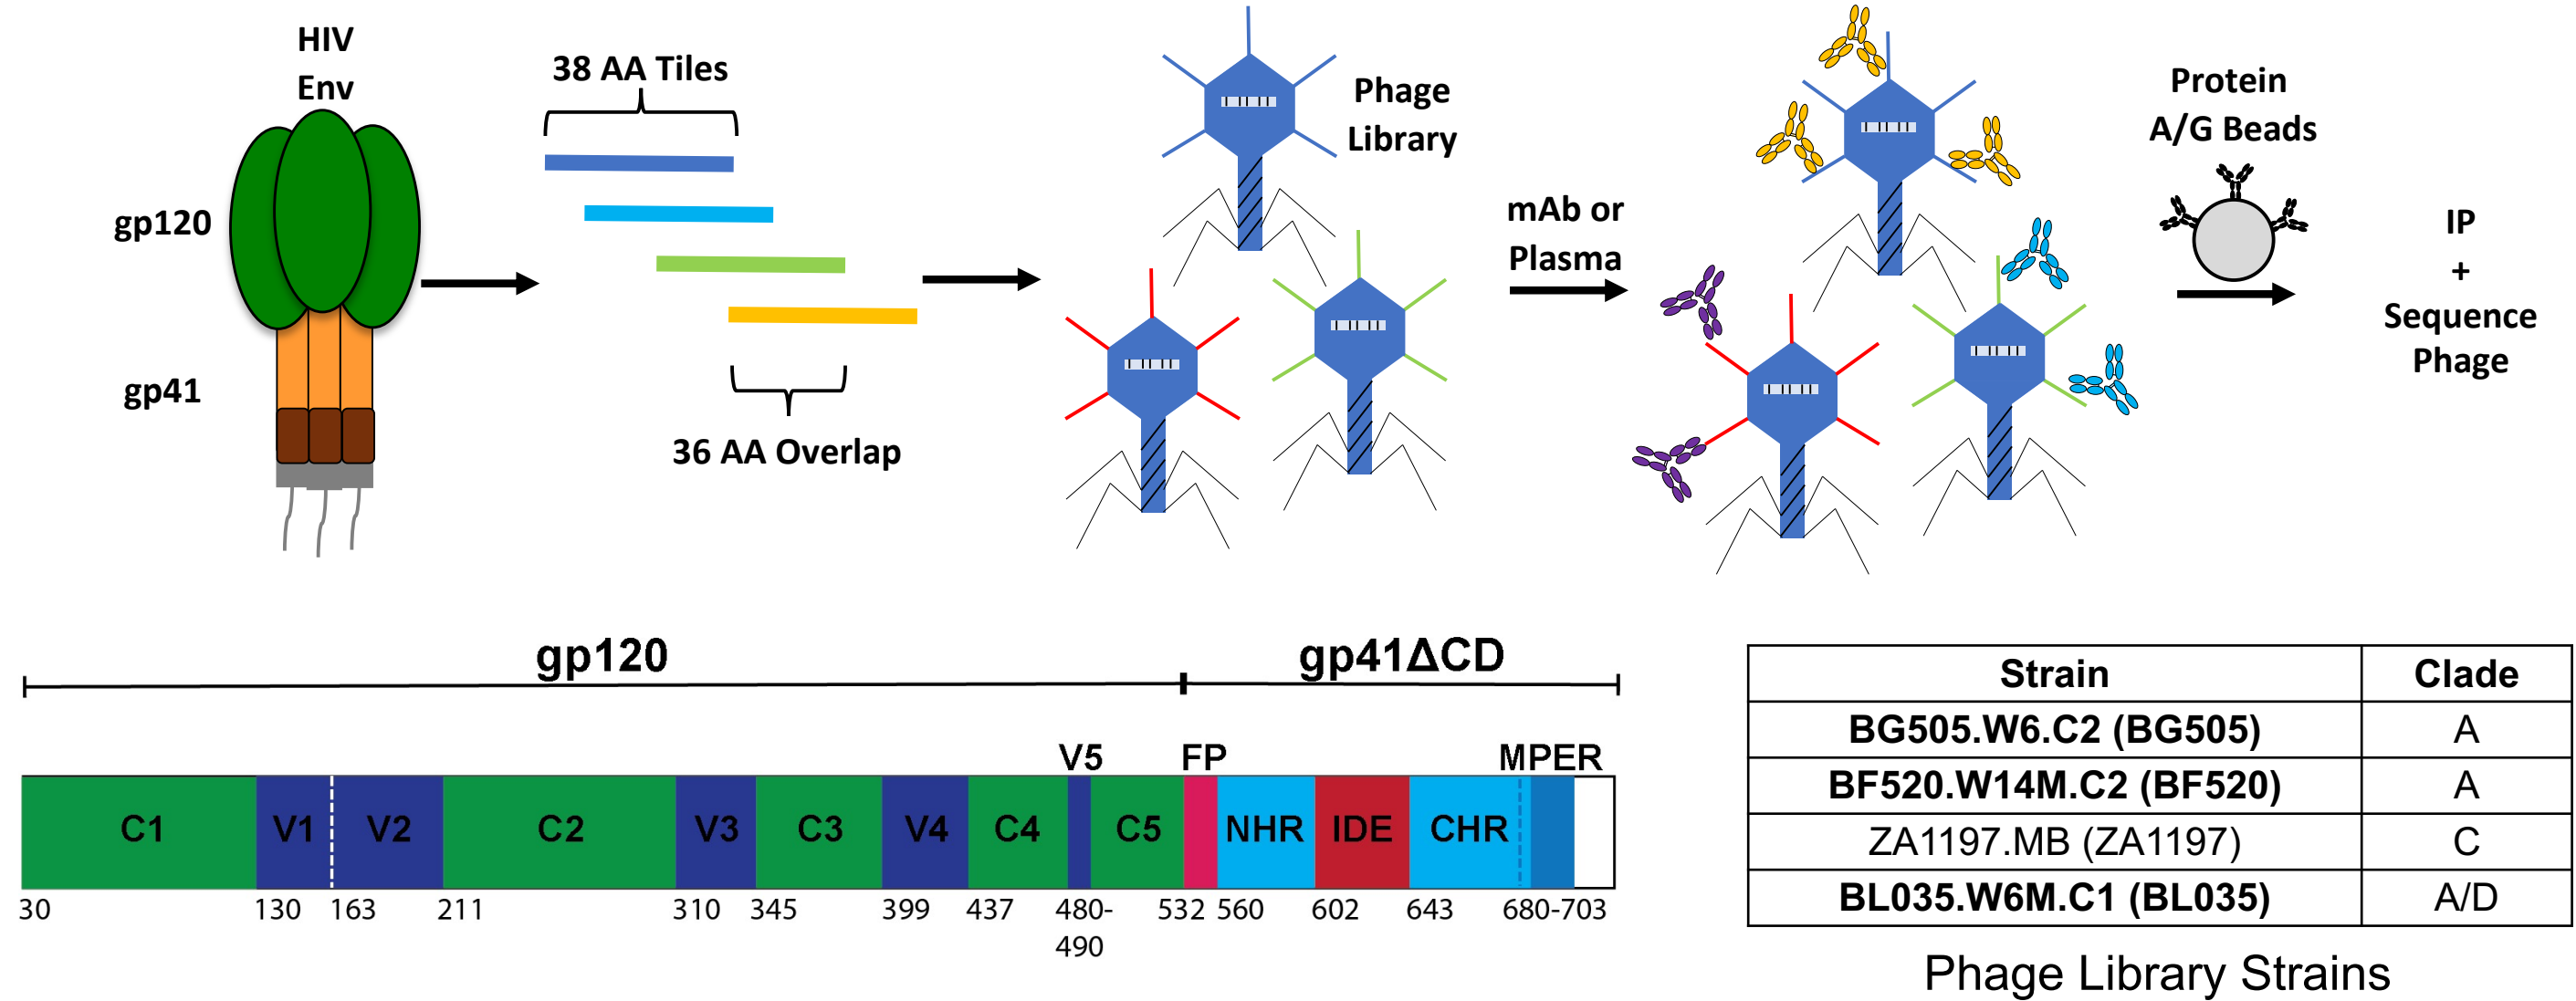 HIV
Env
gp120
gp41
38 AA Tiles
36 AA Overlap
Phage
Library
mAb or
Plasma
Protein
A/G Beads
IP
+
Sequence
Phage
gp120
gp41ΔCD
V5
FP
MPER
C1
V1
V2
C2
V3
C3
V4
C4
C5
NHR
IDE
CHR
30
130
163
211
310
345
399
437
480-
490
532
560
602
643
680-703
Strain Clade
BG505.W6.C2 (BG505) A
BF520.W14M.C2 (BF520) A
ZA1197.MB (ZA1197) C
BL035.W6M.C1 (BL035) A/D
Phage Library Strains